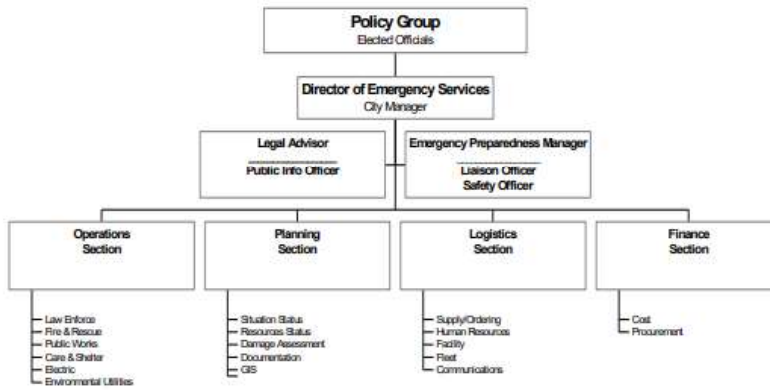 Policy Group
Elected Officials
Director of Emergency Services
City Manager
Legal Advisor
Public Info Officer
Emergency Preparedness Manager
Liaison Officer
Safety Officer
Operations
Section
Planning
Section
Logistics
Section
Finance
Section
Law Enforce
Fire & Rescue
Public Works
Care & Shelter
Electric
Environmental Utilities
Situation Status
Resources Status
Damage Assessment
Documentation
GIS
Supply/Ordering
Human Resources
Facility
Fleet
Communications
Cost
Procurement